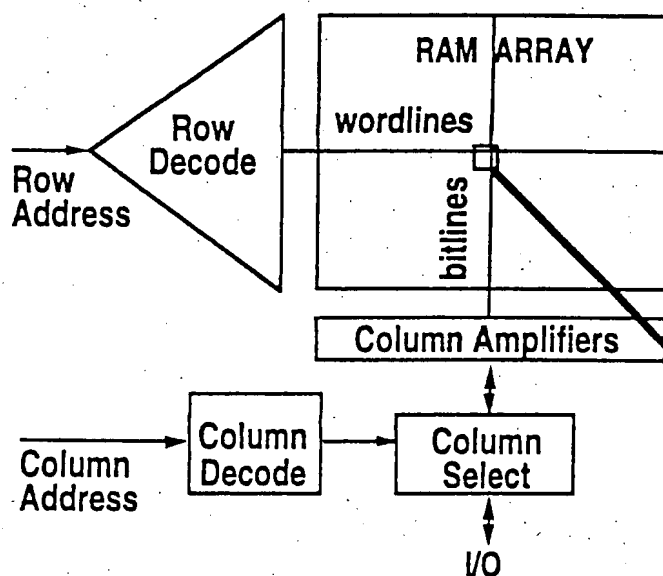 RAM ARRAY
Row
Decode
wordlines
Row
Address
bitlines
Column Amplifiers
Column
Decode
Column
Select
Column
Address
I/O